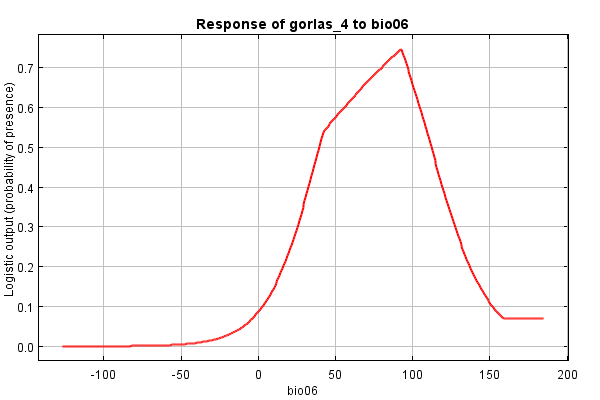 Response of gorlas_4 to bio06
Logistic output (probability of presence)
0.7
0.6
0.5
0.4
0.3
0.2
0.1
0.0
-100 -50 0 50 100 150 200
bio06